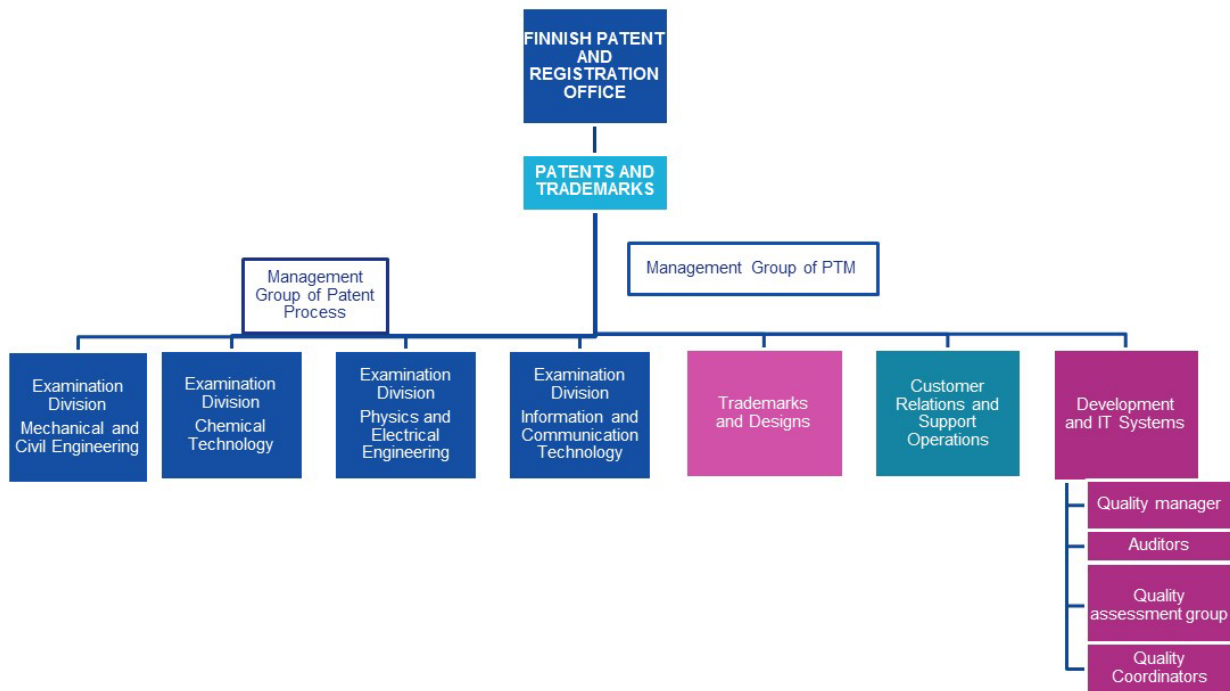 FINNISH PATENT
AND
REGISTRATION
OFFICE
PATENTS AND
TRADEMARKS
Management
Group of Patent
Process
Management Group of PTM
Examination
Division
Mechanical and
Civil Engineering
Examination
Division
Chemical
Technology
Examination
Division
Physics and
Electrical
Engineering
Examination
Division
Information and
Communication
Technology
Trademarks
and Designs
Customer
Relations and
Support
Operations
Development
and IT Systems
Quality manager
Auditors
Quality
assessment group
Quality
Coordinators